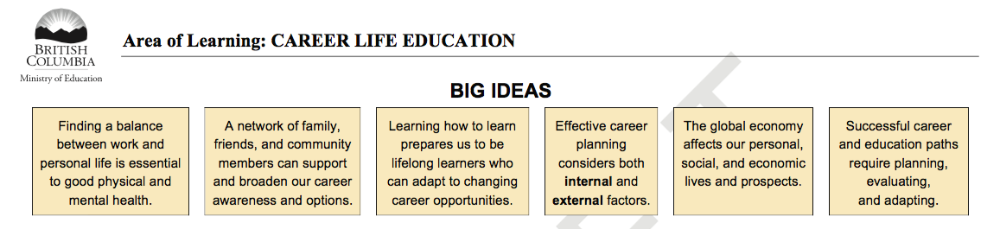 BRITISH
COLUMBIA
Ministry of Education
Area of Learning: CAREER LIFE EDUCATION
BIG IDEAS
Finding a balance
between work and
personal life is essential
to good physical and
mental health.
A network of family,
friends, and community
members can support
and broaden our career
awareness and options.
Learning how to learn
prepares us to be
lifelong learners who
can adapt to changing
career opportunities.
Effective career
planning
considers both
internal and
external factors.
The global economy
affects our personal,
social, and economic
lives and prospects.
Successful career
and education paths
require planning,
evaluating,
and adapting.